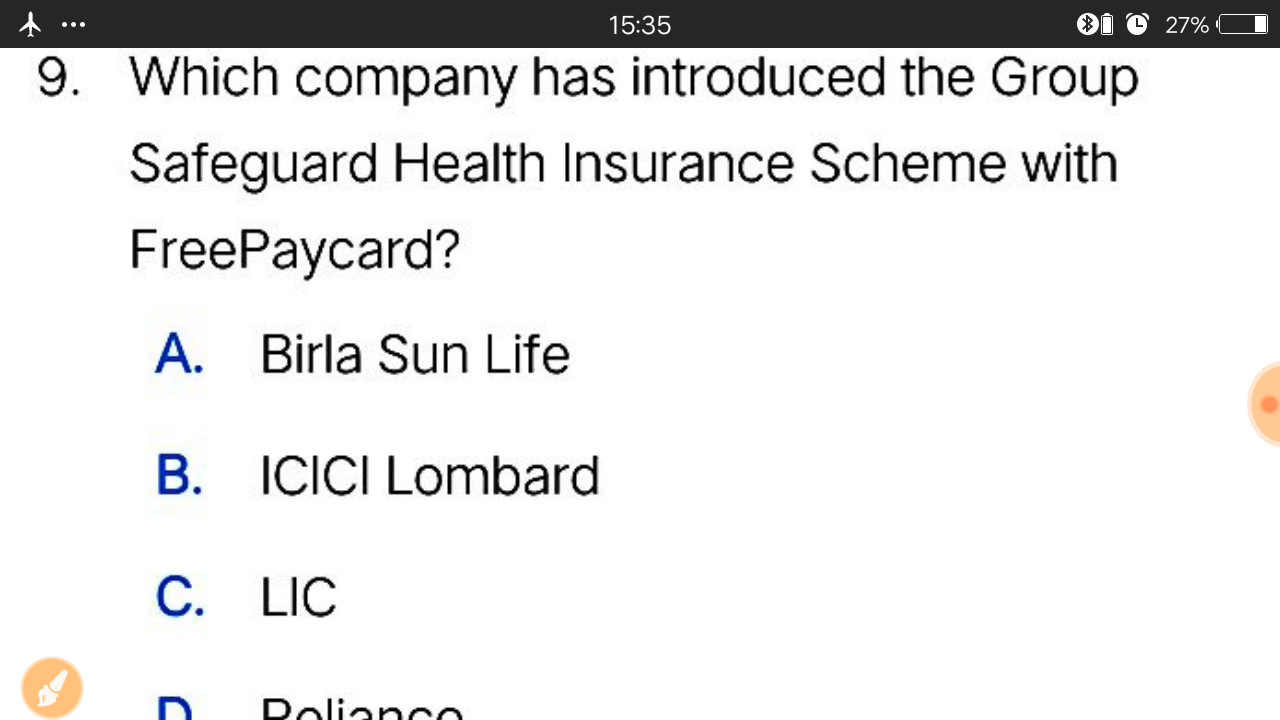 15:35 27%
9. Which company has introduced the Group
Safeguard Health Insurance Scheme with
FreePaycard?
A. Birla Sun Life
B. ICICI Lombard
C. LIC
D. Reliance